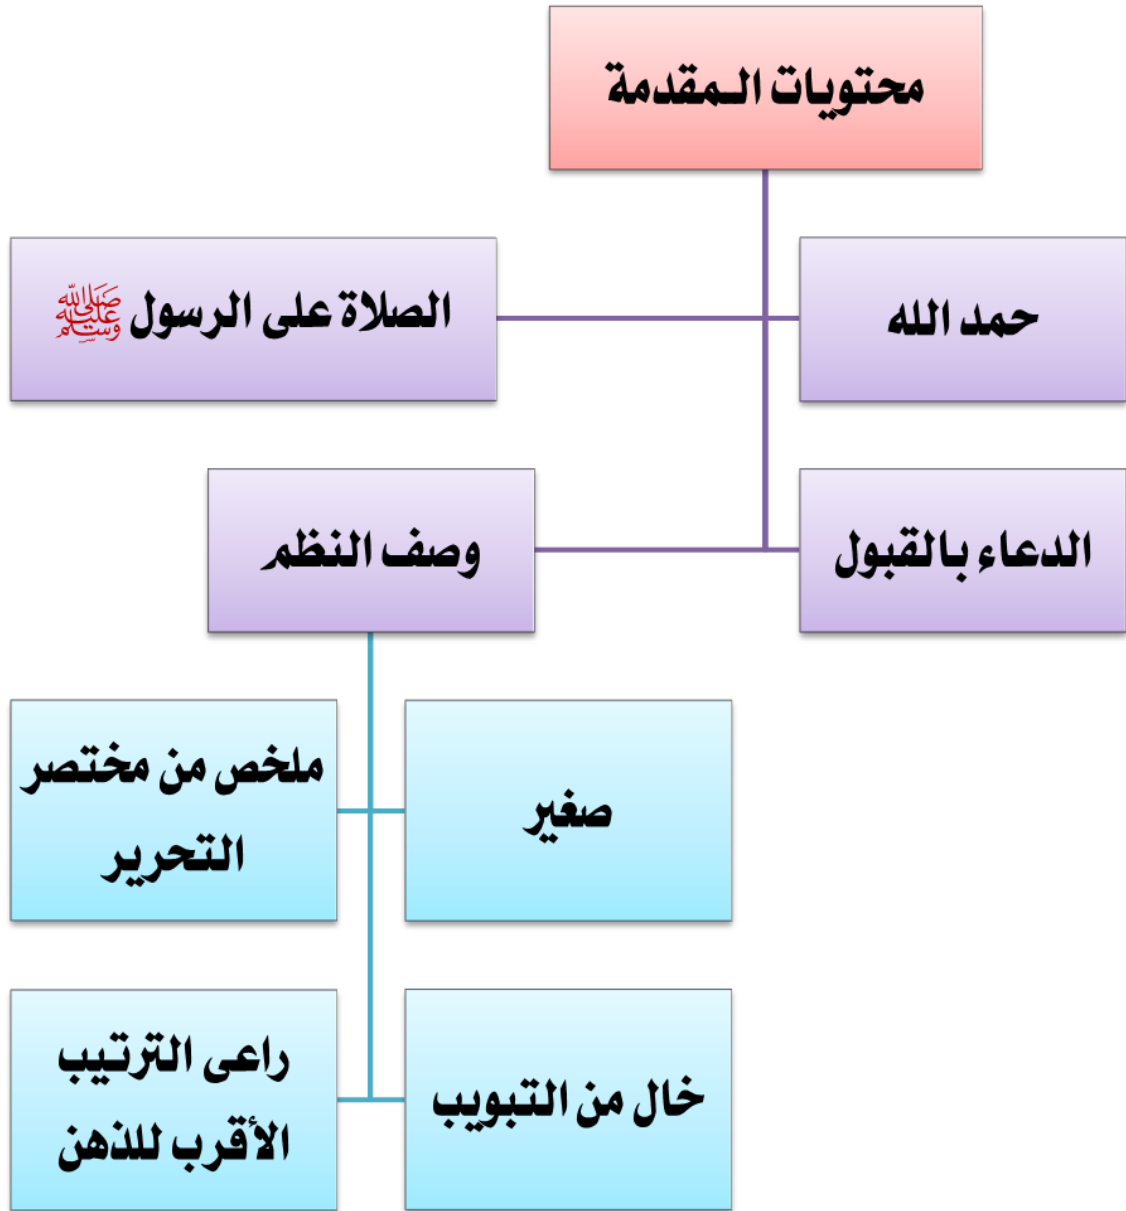 محتويات المقدمة
حمد الله
الصلاة على الرسول ﷺ
الدعاء بالقبول
وصف النظم
صغير
ملخص من مختصر
التحرير
خال من التبويب
راعى الترتيب
الأقرب للذهن